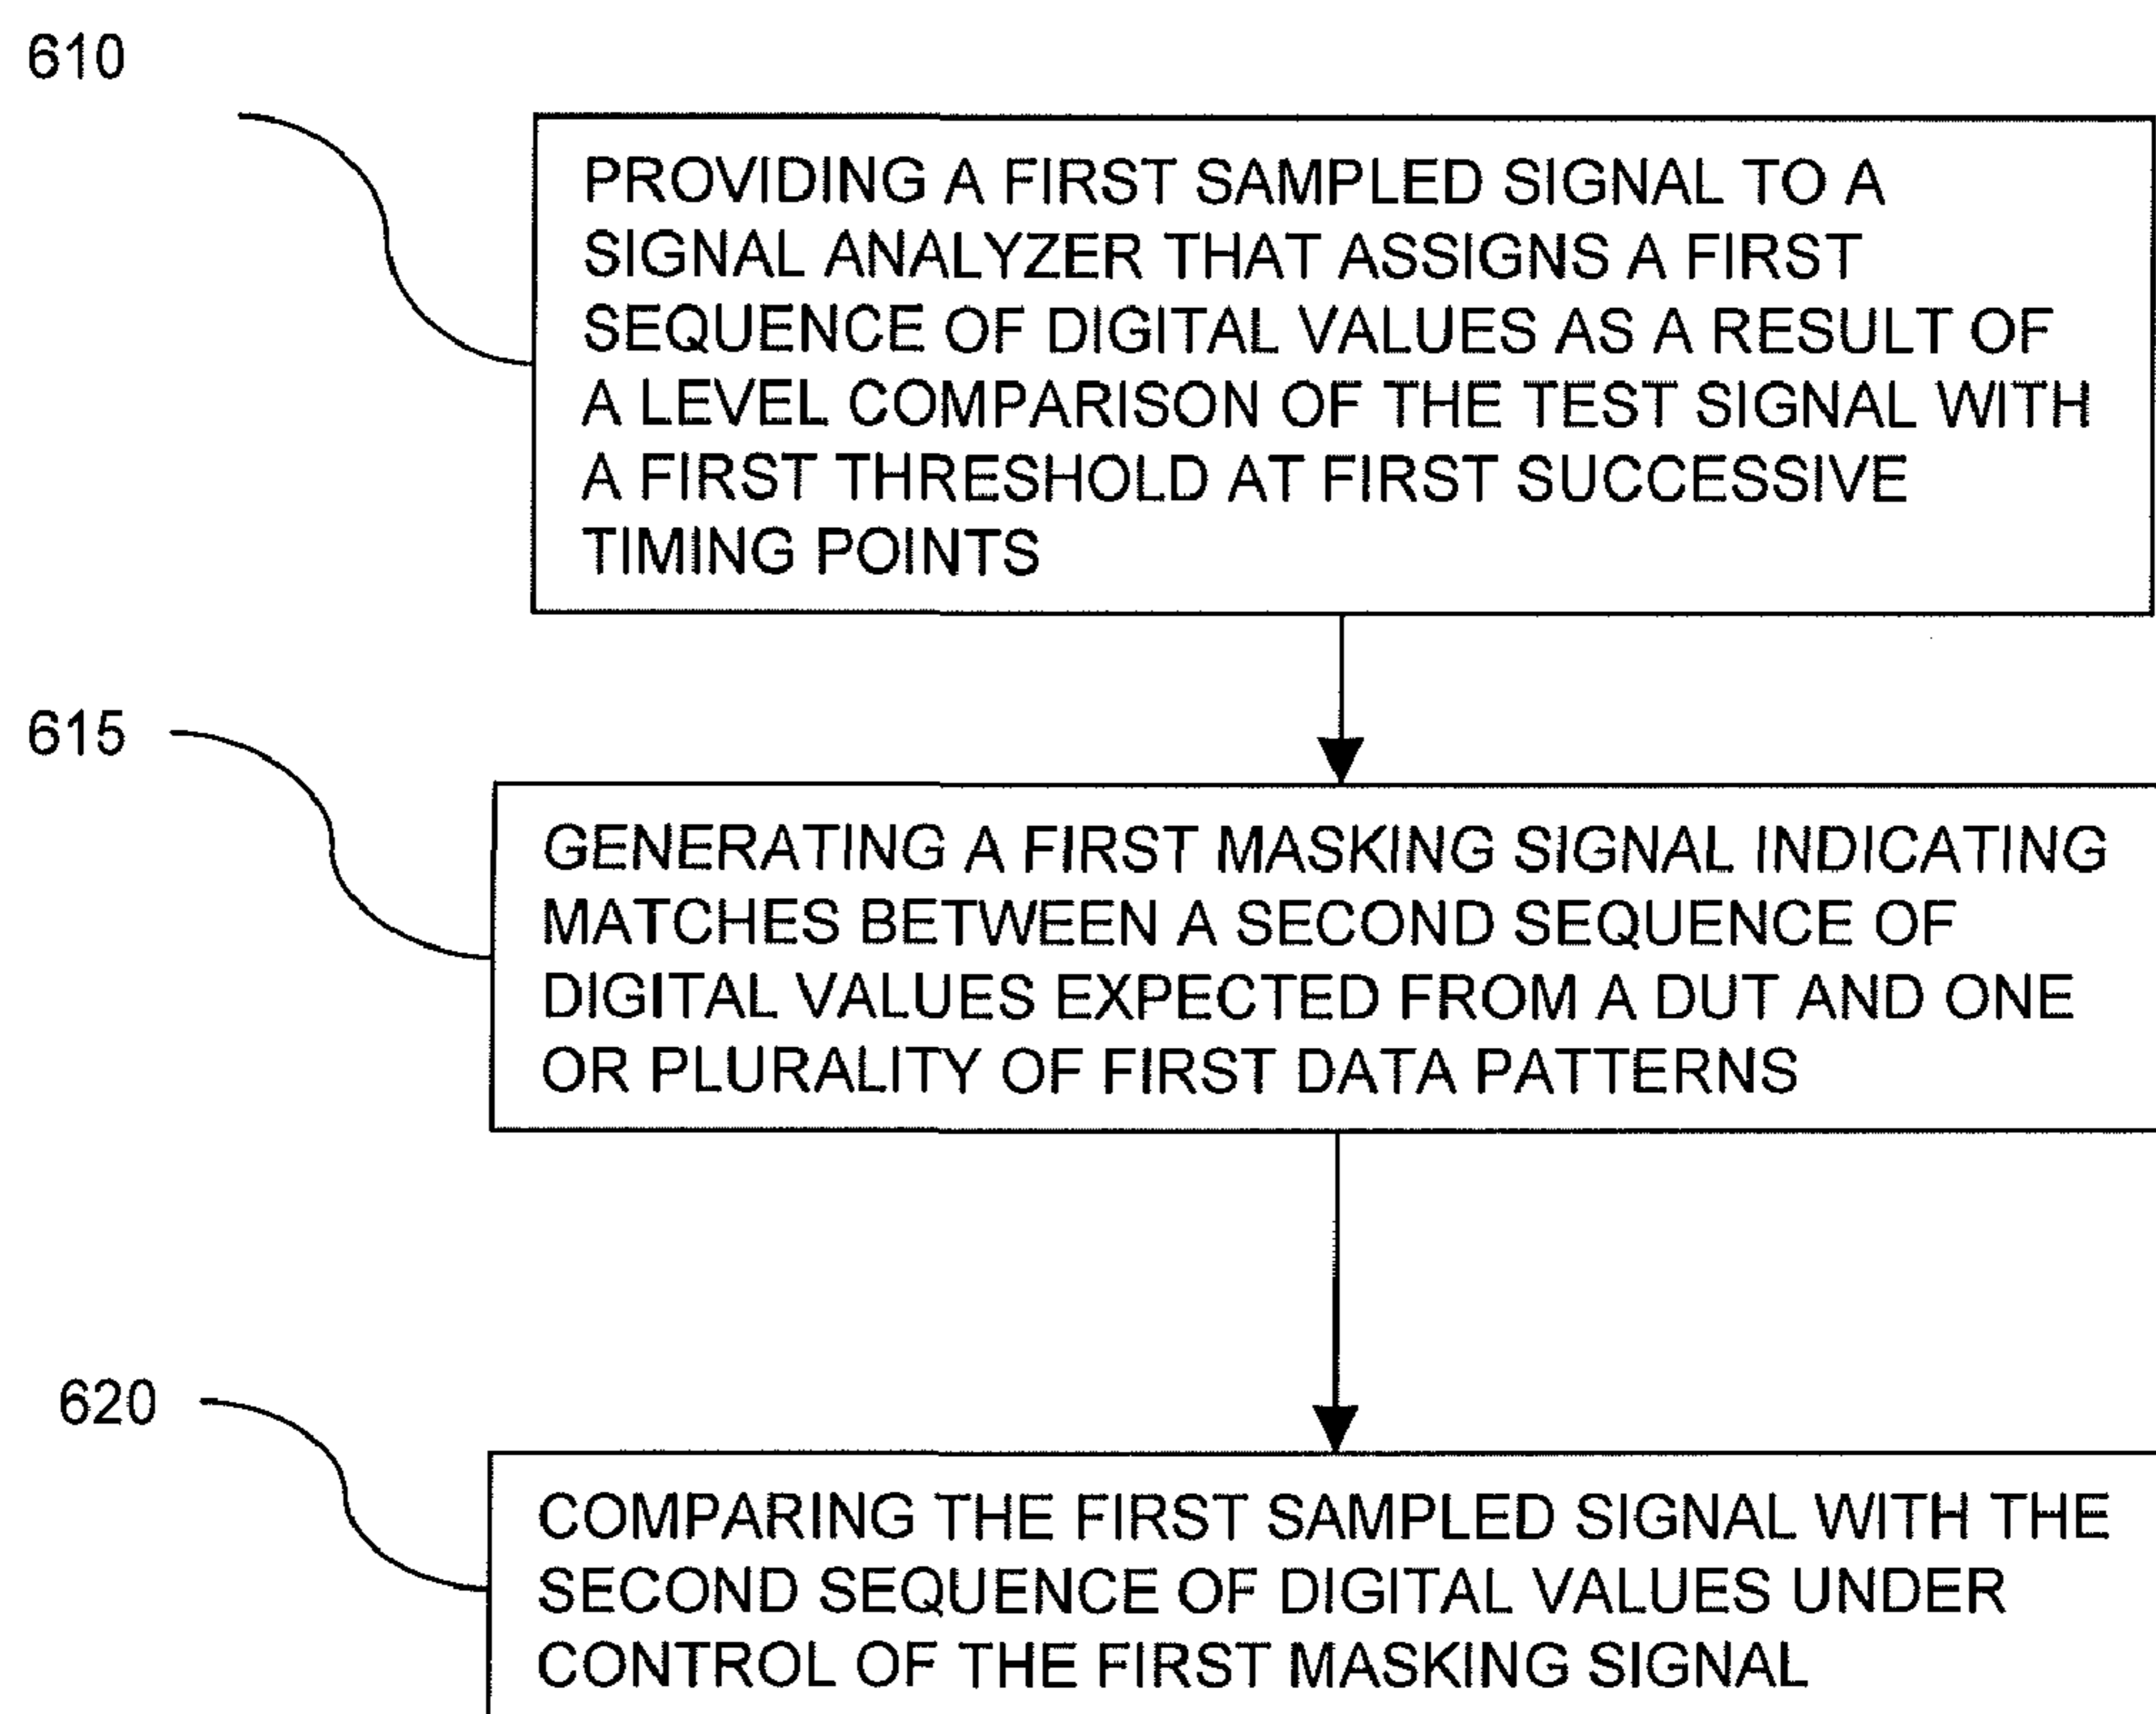 610
PROVIDING A FIRST SAMPLED SIGNAL TO A
SIGNAL ANALYZER THAT ASSIGNS A FIRST
SEQUENCE OF DIGITAL VALUES AS A RESULT OF
A LEVEL COMPARISON OF THE TEST SIGNAL WITH
A FIRST THRESHOLD AT FIRST SUCCESSIVE
TIMING POINTS
615
GENERATING A FIRST MASKING SIGNAL INDICATING
MATCHES BETWEEN A SECOND SEQUENCE OF
DIGITAL VALUES EXPECTED FROM A DUT AND ONE
OR PLURALITY OF FIRST DATA PATTERNS
620
COMPARING THE FIRST SAMPLED SIGNAL WITH THE
SECOND SEQUENCE OF DIGITAL VALUES UNDER
CONTROL OF THE FIRST MASKING SIGNAL